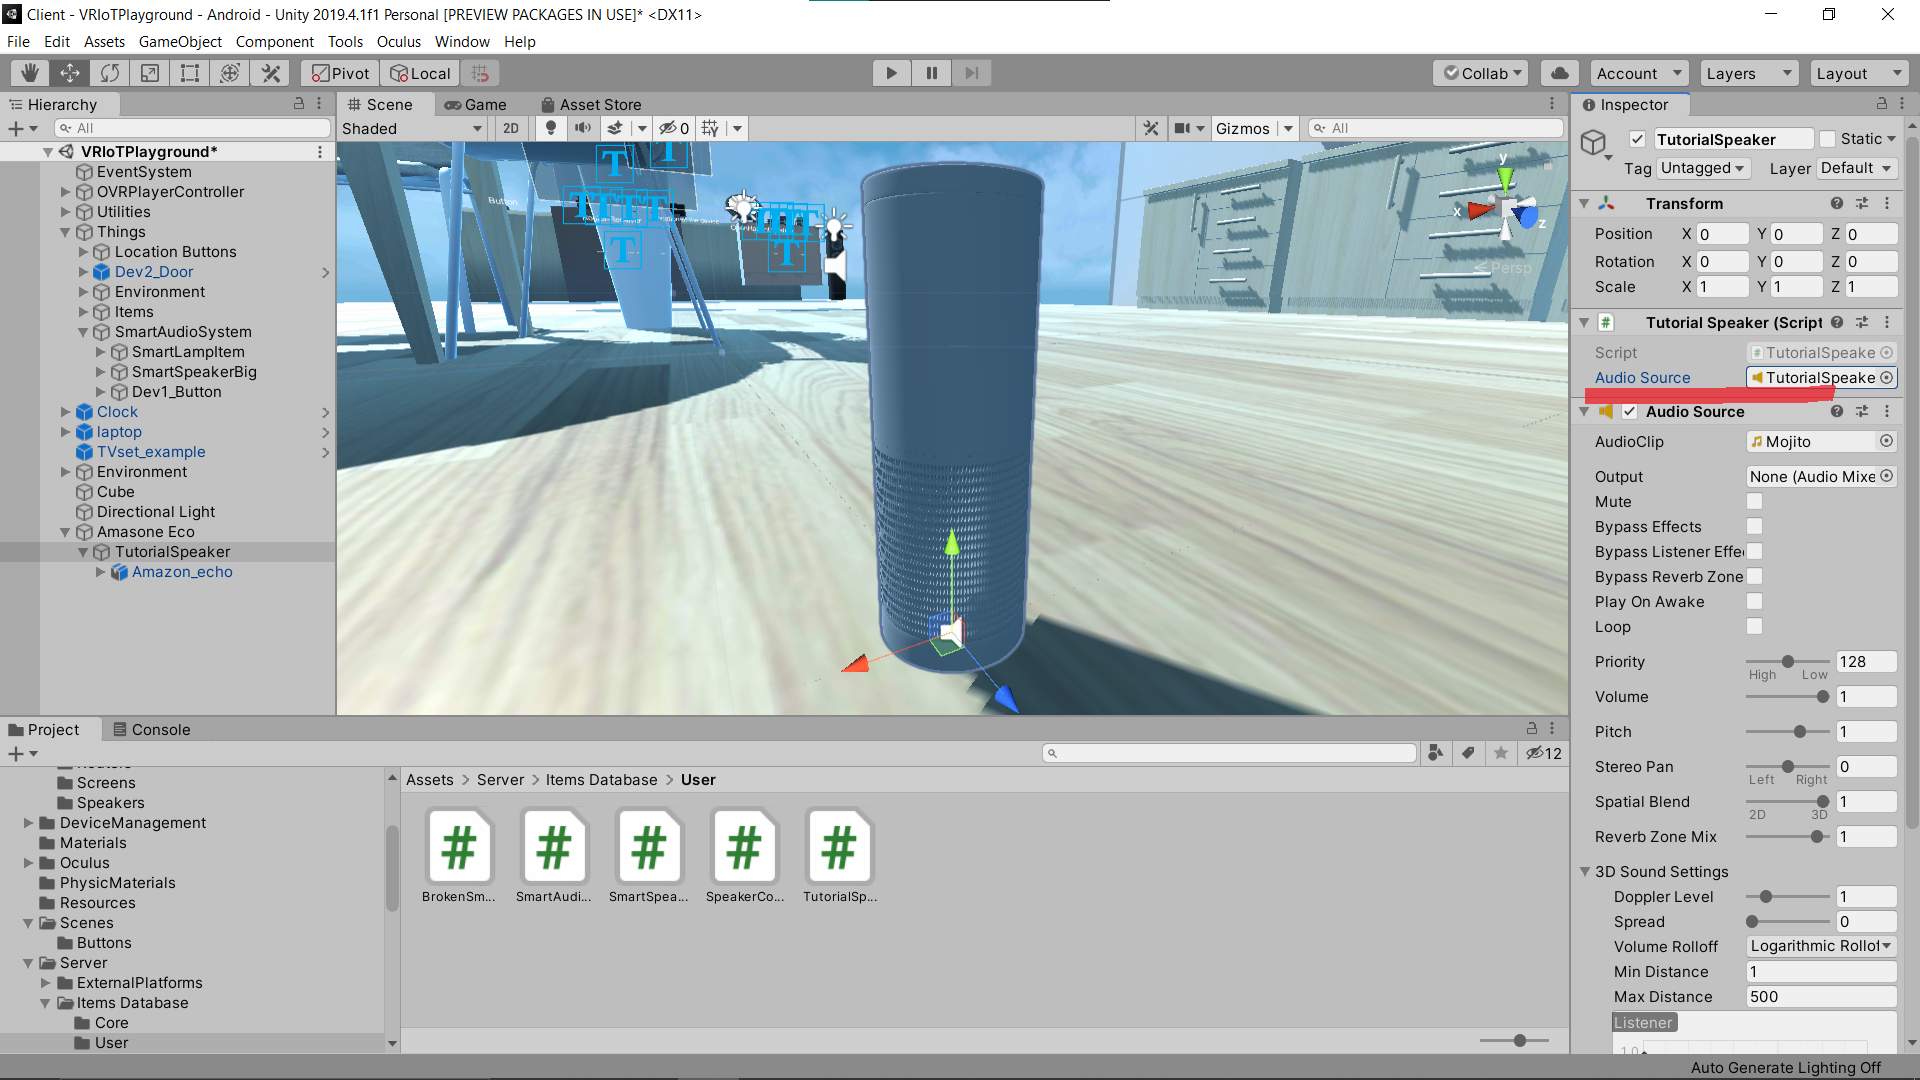 Client - VRIoTPlayground - Android - Unity 2019.4.1f1 Personal [PREVIEW PACKAGES IN USE]* <DX11>
File Edit Assets GameObject Component Tools Oculus Window Help
Pivot Local Collab Account Layers Layout
Hierarchy
All
VRIoTPlayground*
EventSystem
OVRPlayerController
Utilities
Things
Location Buttons
Dev2_Door
Environment
Items
SmartAudioSystem
SmartLampItem
SmartSpeakerBig
Dev1_Button
Clock
laptop
TVset_example
Environment
Cube
Directional Light
Amasone Eco
TutorialSpeaker
Amazon_echo
Scene Game Asset Store
Shaded 2D 0 Gizmos All
Button
y
x
z
< Persp
Inspector
TutorialSpeaker Static
Tag Untagged Layer Default
Transform
Position X 0 Y 0 Z 0
Rotation X 0 Y 0 Z 0
Scale X 1 Y 1 Z 1
Tutorial Speaker (Script
Script TutorialSpeake
Audio Source TutorialSpeake
Audio Source
AudioClip Mojito
Output None (Audio Mixe
Mute
Bypass Effects
Bypass Listener Effe
Bypass Reverb Zone
Play On Awake
Loop
Priority 128
High Low
Volume 1
Pitch 1
Stereo Pan 0
Left Right
Spatial Blend 1
2D 3D
Reverb Zone Mix 1
3D Sound Settings
Doppler Level 1
Spread 0
Volume Rolloff Logarithmic Rollof
Min Distance 1
Max Distance 500
Listener
1.0
Project Console
12
Screens
Speakers
DeviceManagement
Materials
Oculus
PhysicMaterials
Resources
Scenes
Buttons
Server
ExternalPlatforms
Items Database
Core
User
Assets > Server > Items Database > User
BrokenSm... SmartAudi... SmartSpea... SpeakerCo... TutorialSp...
Auto Generate Lighting Off